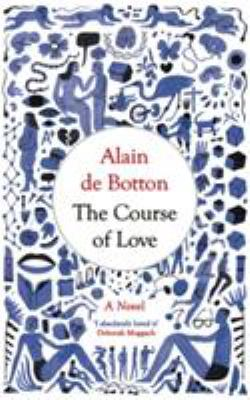 Alain
de Botton
The Course
of Love
A Novel
'I absolutely loved it'
Deborah Moggach